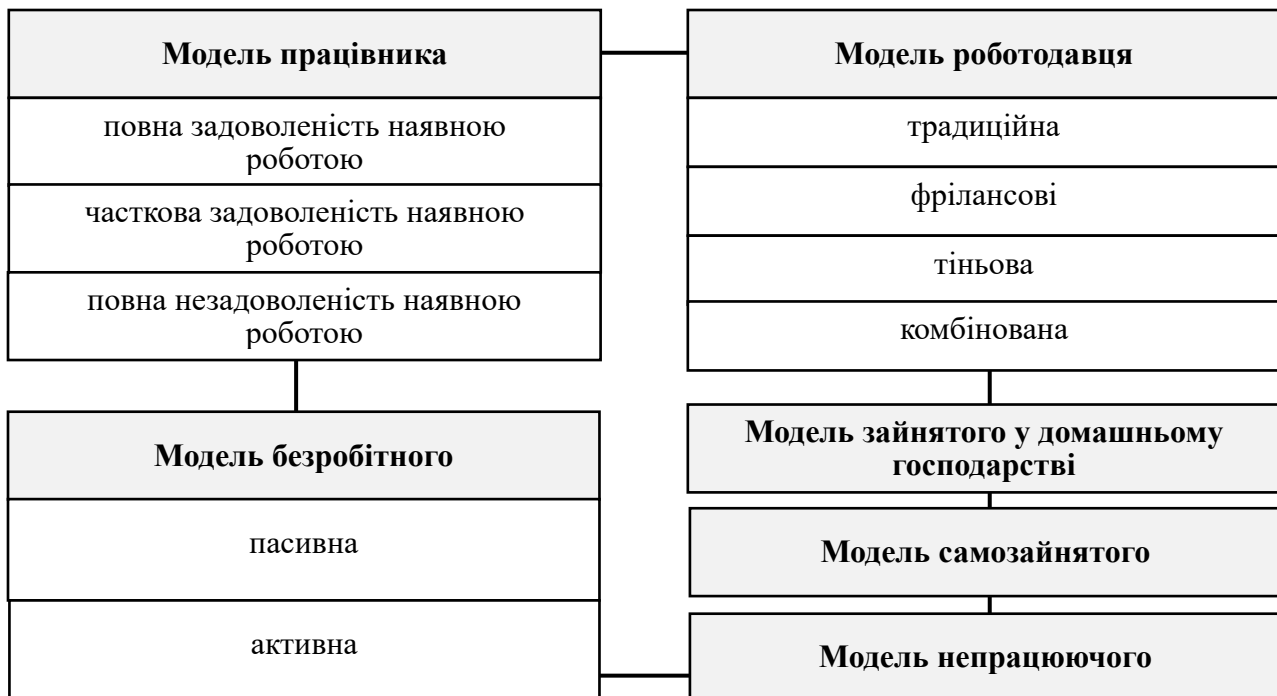 Модель працівника
повна задоволеність наявною
роботою
часткова задоволеність наявною
роботою
повна незадоволеність наявною
роботою
Модель роботодавця
традиційна
фрілансові
тіньова
комбінована
Модель безробітного
пасивна
активна
Модель зайнятого у домашньому
господарстві
Модель самозайнятого
Модель непрацюючого